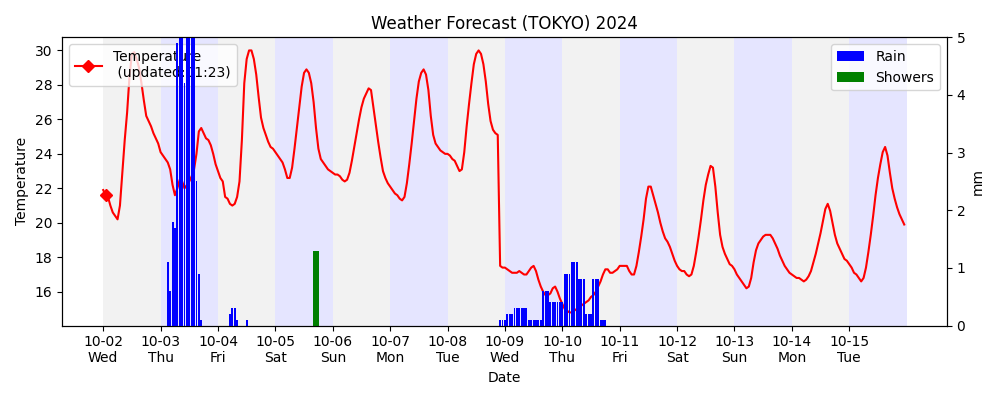 Weather Forecast (TOKYO) 2024
Temperature
(updated:01:23)
Rain
Showers
Temperature
30
28
26
24
22
20
18
16
5
4
3
2
1
0
mm
10-02 10-03 10-04 10-05 10-06 10-07 10-08 10-09 10-10 10-11 10-12 10-13 10-14 10-15
Wed Thu Fri Sat Sun Mon Tue Wed Thu Fri Sat Sun Mon Tue
Date